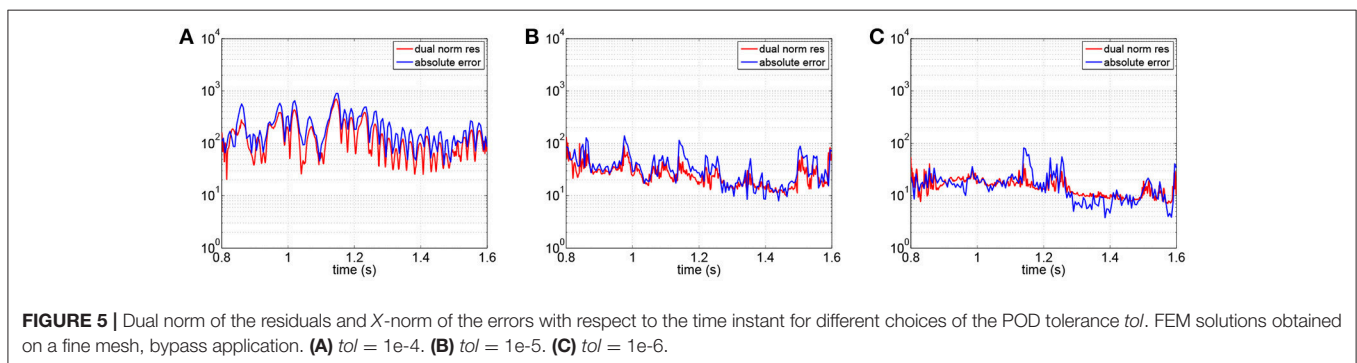 A
10^4
10^3
10^2
10^1
10^0
0.8 1 1.2 1.4 1.6
time (s)
dual norm res
absolute error
B
10^4
10^3
10^2
10^1
10^0
0.8 1 1.2 1.4 1.6
time (s)
dual norm res
absolute error
C
10^4
10^3
10^2
10^1
10^0
0.8 1 1.2 1.4 1.6
time (s)
dual norm res
absolute error
FIGURE 5 | Dual norm of the residuals and X-norm of the errors with respect to the time instant for different choices of the POD tolerance tol. FEM solutions obtained
on a fine mesh, bypass application. (A) tol = 1e-4. (B) tol = 1e-5. (C) tol = 1e-6.